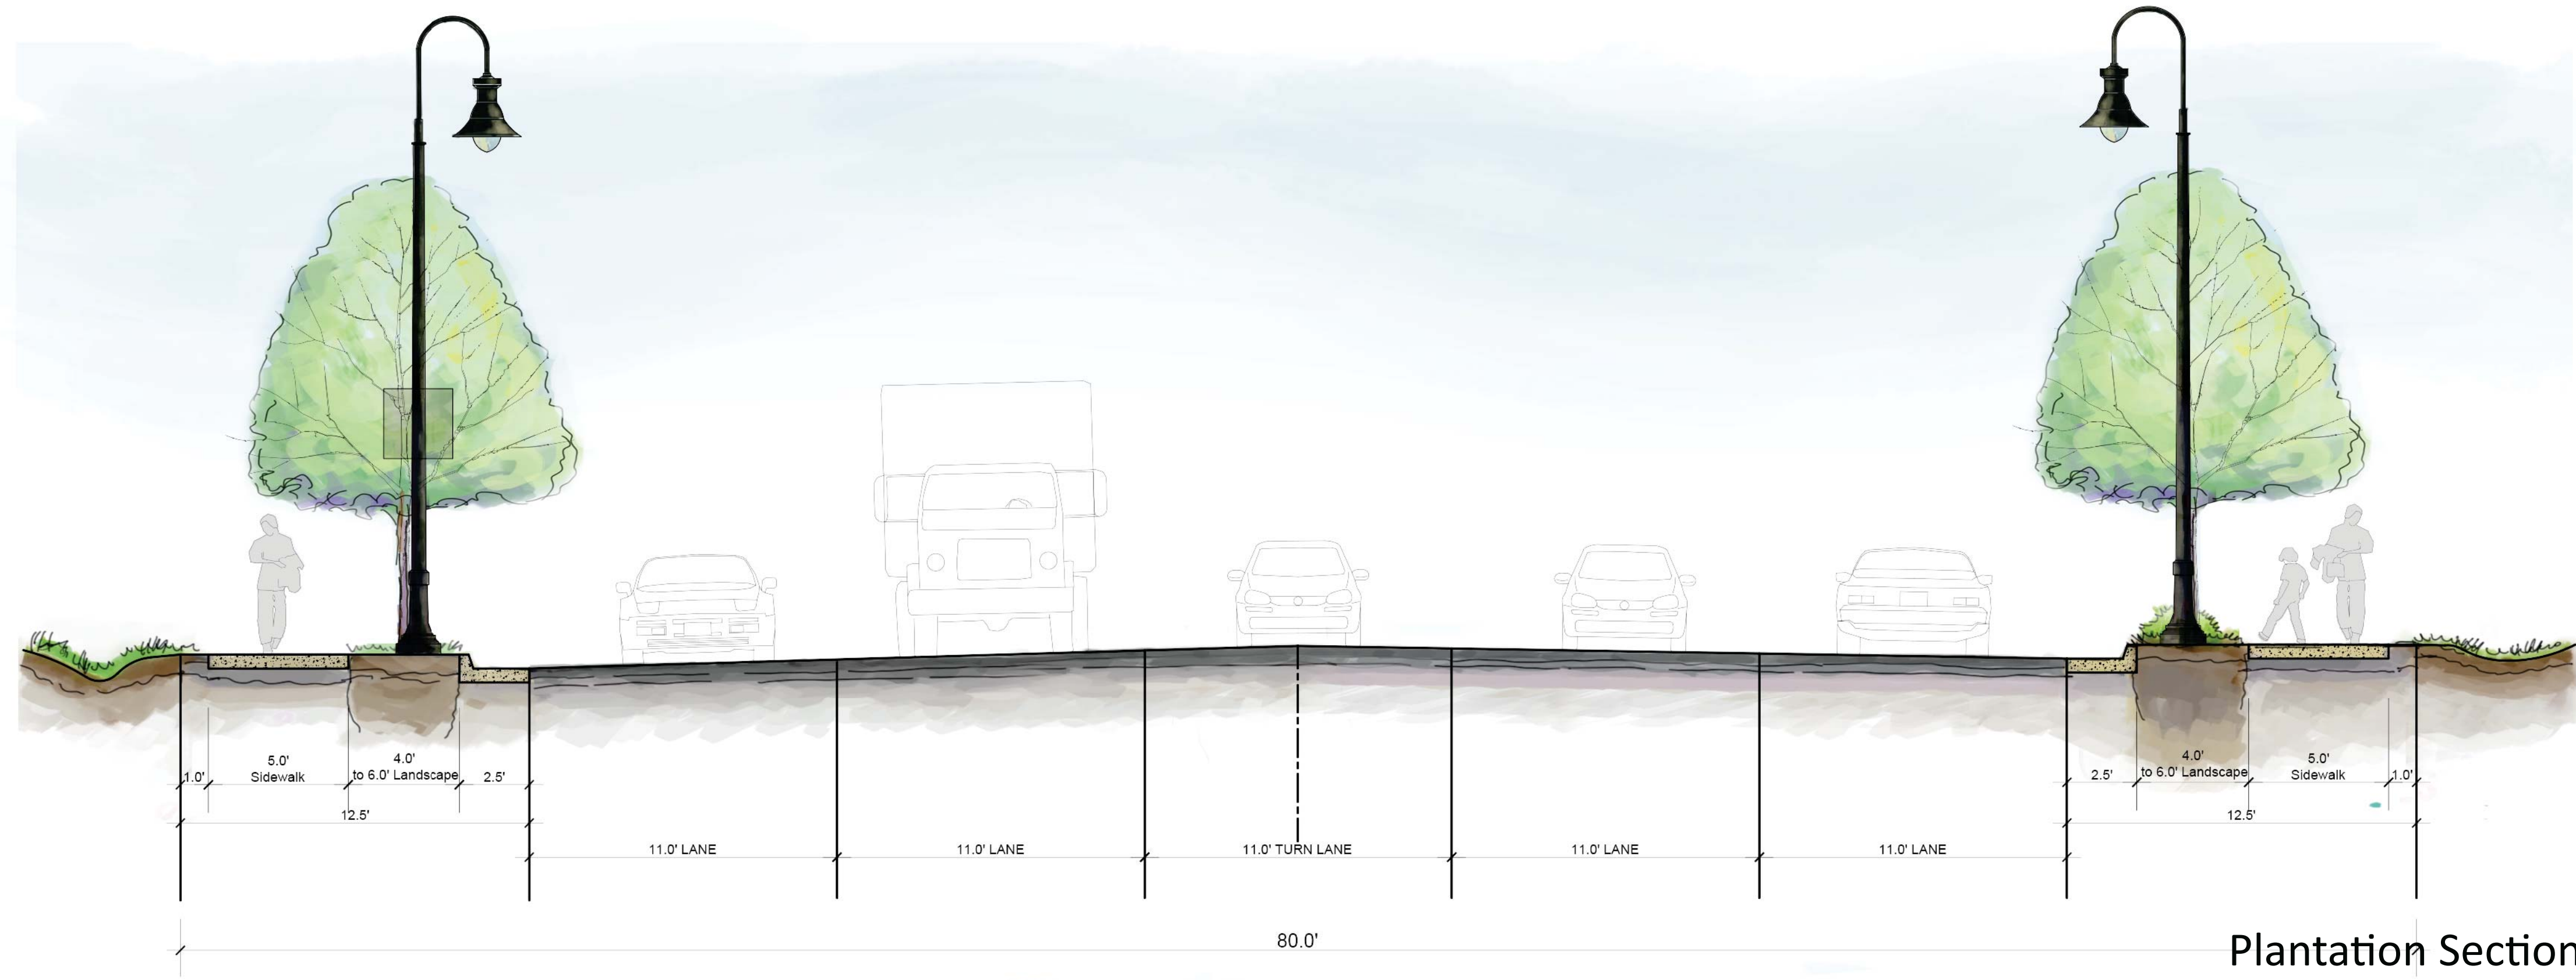 1.0'
5.0'
Sidewalk
4.0'
to 6.0' Landscape
2.5'
2.5'
4.0'
to 6.0' Landscape
5.0'
Sidewalk
1.0'
12.5'
12.5'
11.0' LANE
11.0' LANE
11.0' TURN LANE
11.0' LANE
11.0' LANE
80.0'
Plantation Section